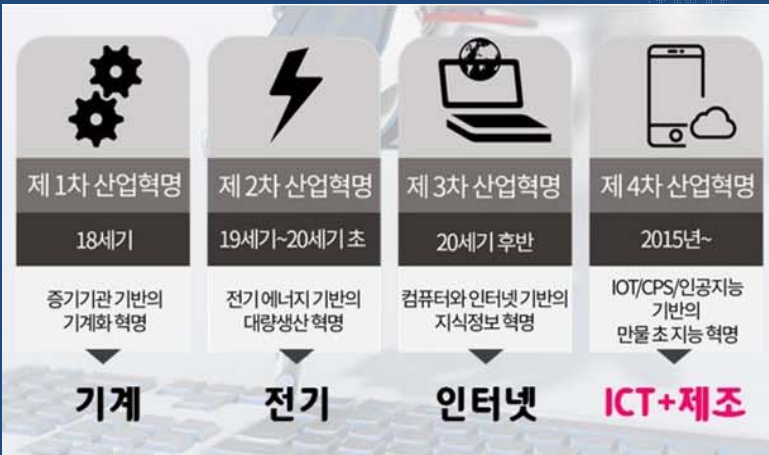 제 1차 산업혁명
18세기
증기기관 기반의
기계화 혁명
기계
제 2차 산업혁명
19세기~20세기 초
전기 에너지 기반의
대량생산 혁명
전기
제 3차 산업혁명
20세기 후반
컴퓨터와 인터넷 기반의
지식정보 혁명
인터넷
제 4차 산업혁명
2015년~
IOT/CPS/인공지능
기반의
만물 초 지능 혁명
ICT+제조